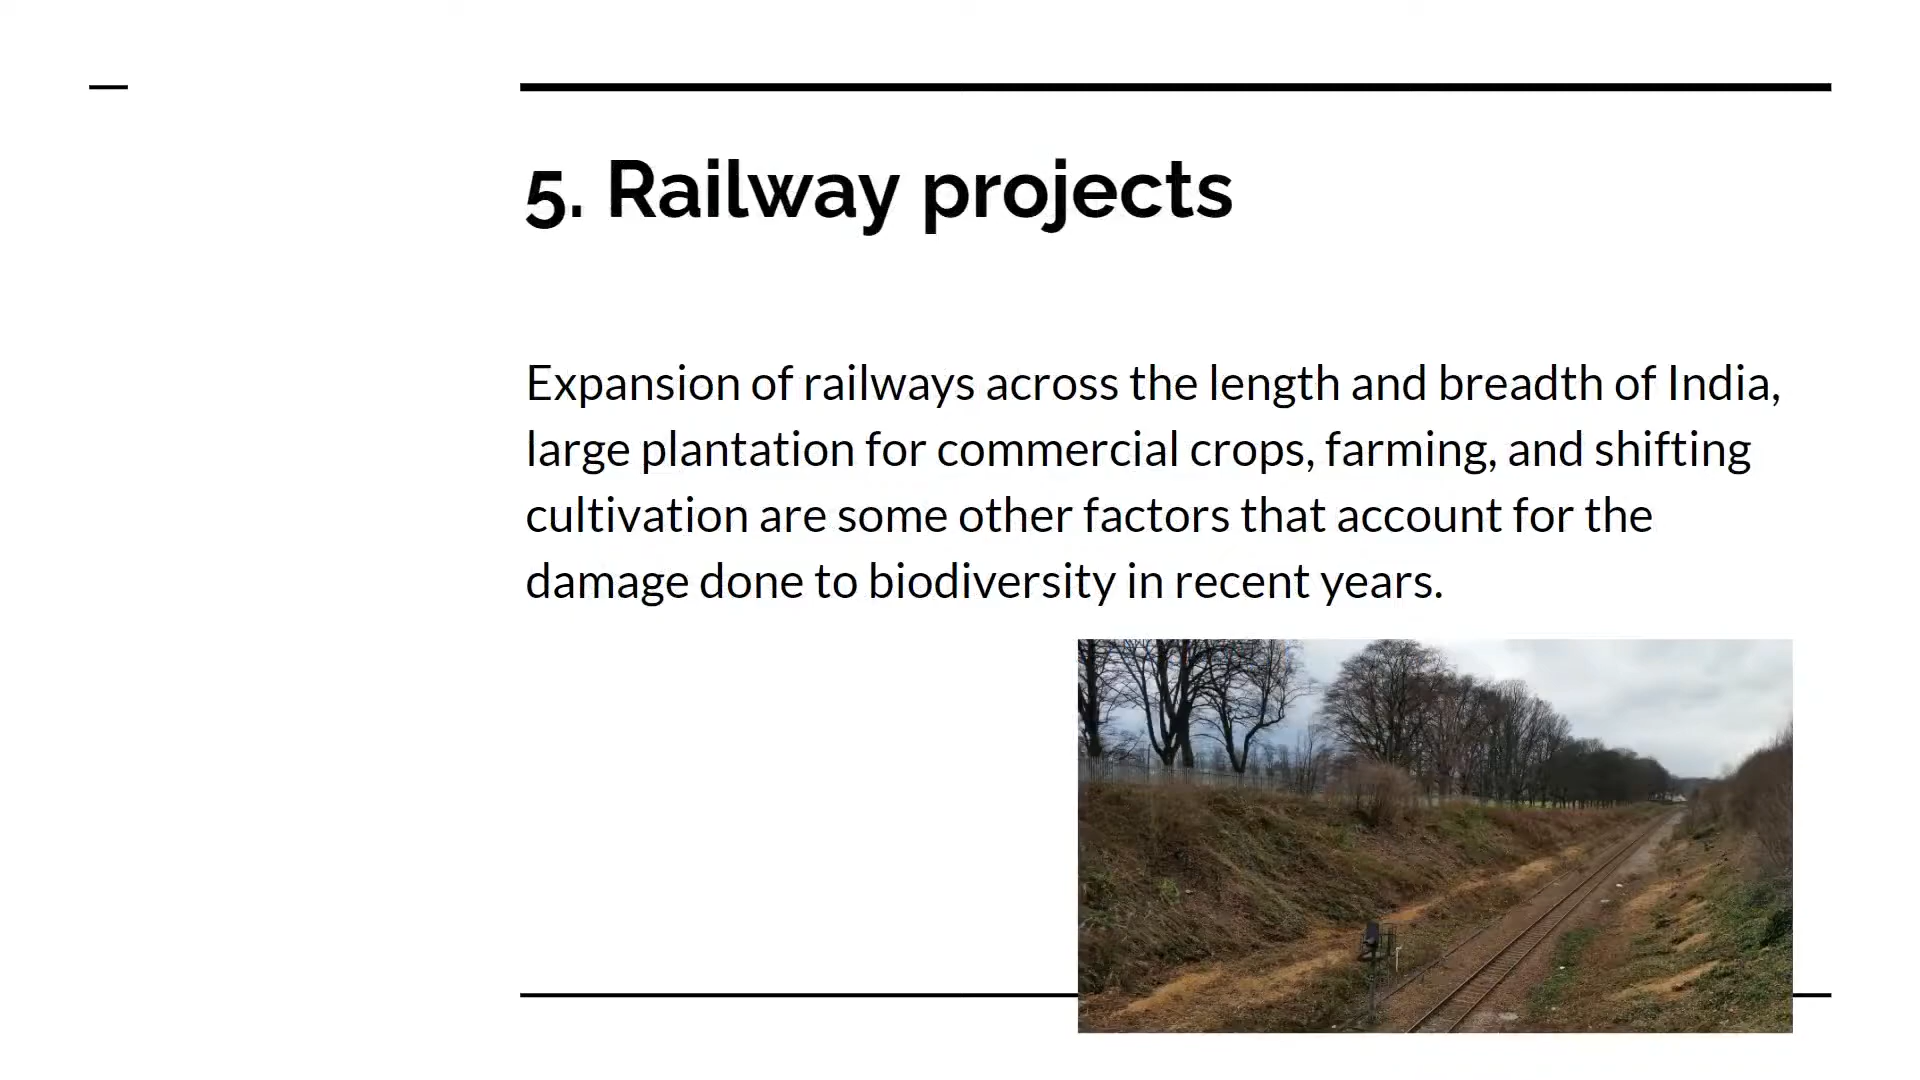 5. Railway projects
Expansion of railways across the length and breadth of India,
large plantation for commercial crops, farming, and shifting
cultivation are some other factors that account for the
damage done to biodiversity in recent years.